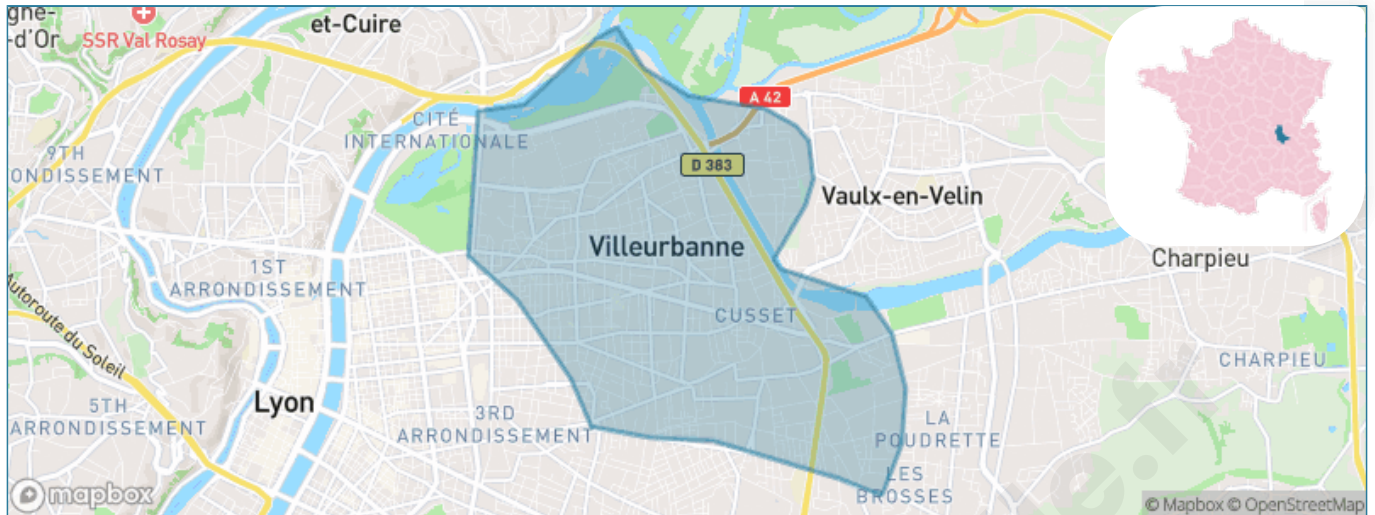 gne-
-d'Or
SSR Val Rosay
et-Cuire
A 42
CITÉ
INTERNATIONALE
9TH
ONDISSEMENT
D 383
Vaulx-en-Velin
Villeurbanne
Charpieu
1ST
ARRONDISSEMENT
Autoroute du Soleil
CUSSET
CHARPIEU
Lyon
5TH
ARRONDISSEMENT
3RD
ARRONDISSEMENT
LA
POUDRETTE
LES
BROSSES
mapbox
© Mapbox © OpenStreetMap